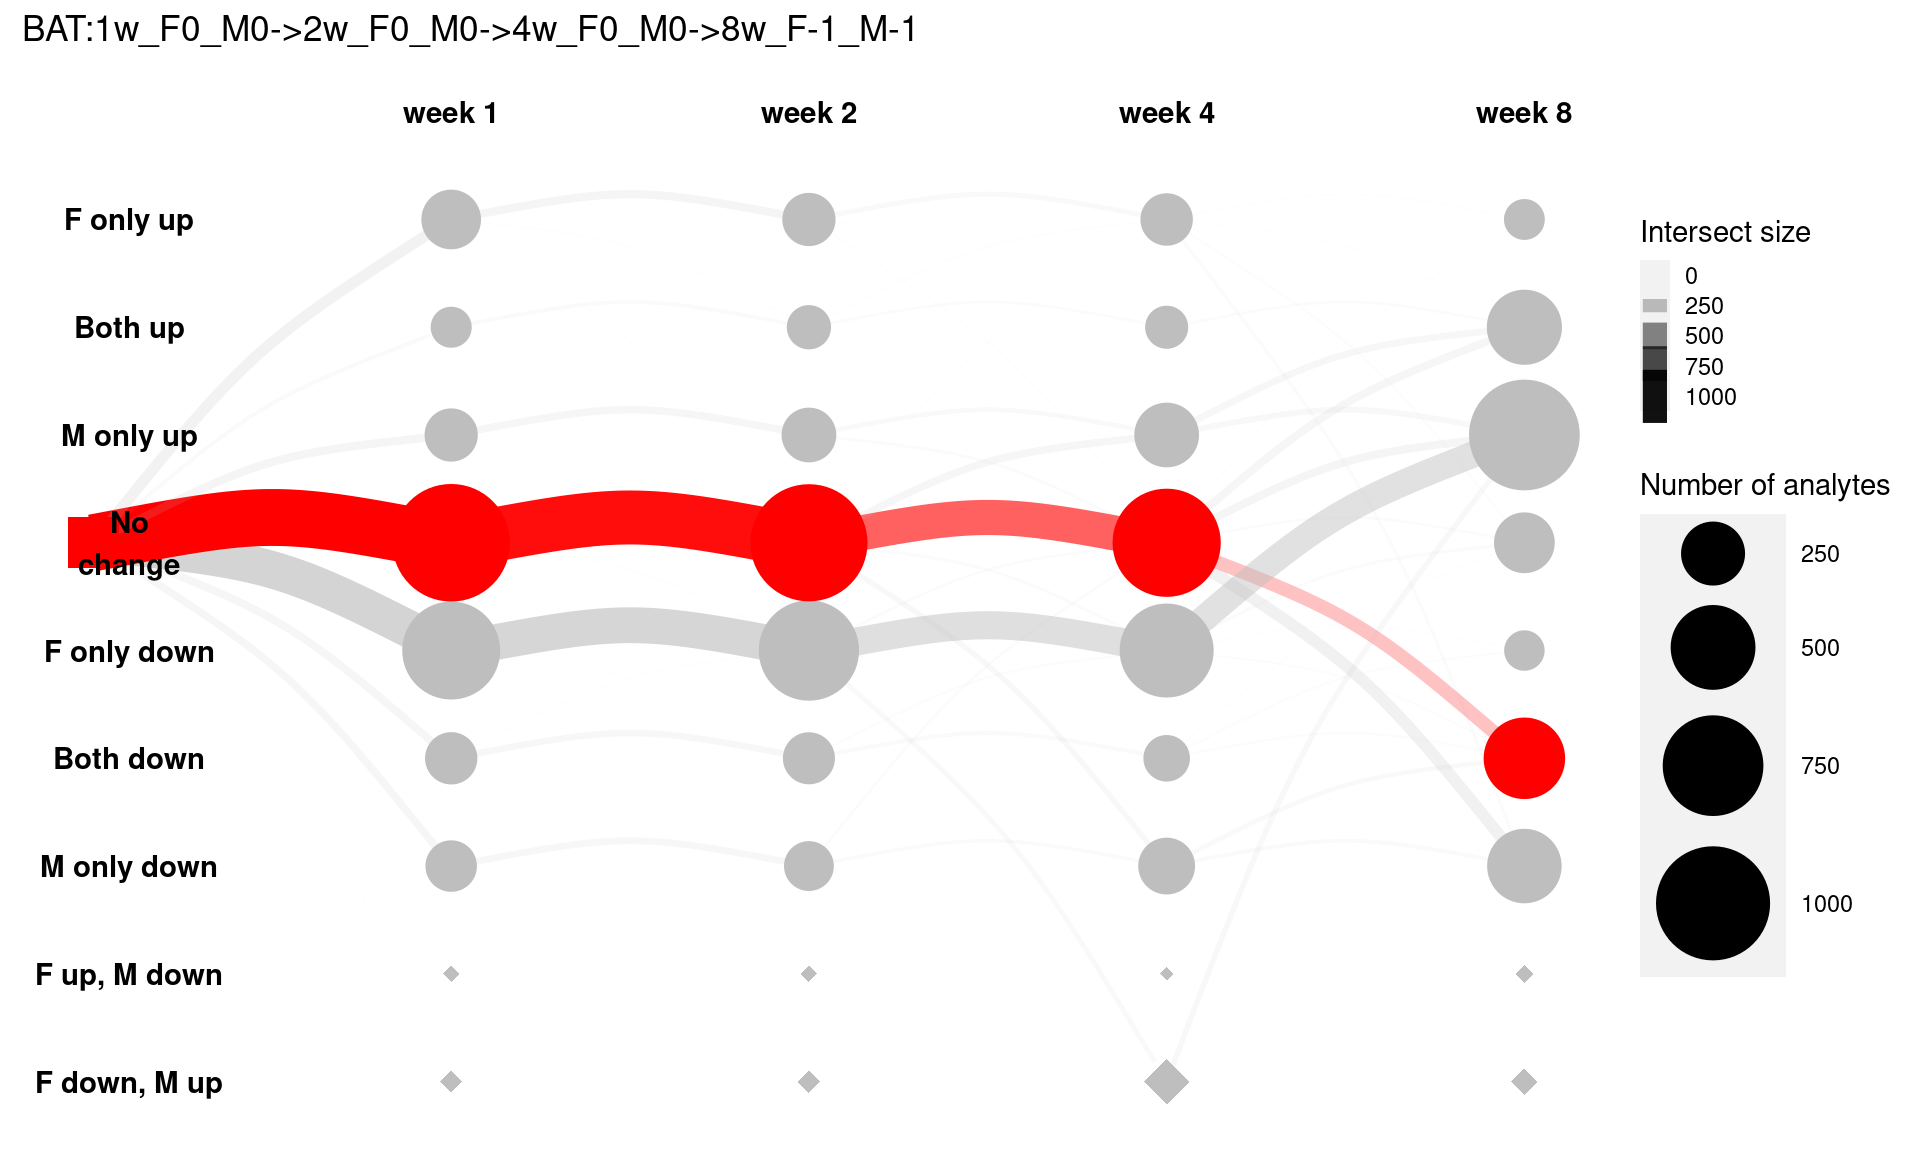 BAT:1w_F0_M0->2w_F0_M0->4w_F0_M0->8w_F-1_M-1
week 1
week 2
week 4
week 8
F only up
Both up
M only up
No
change
F only down
Both down
M only down
F up, M down
F down, M up
Intersect size
0
250
500
750
1000
Number of analytes
250
500
750
1000